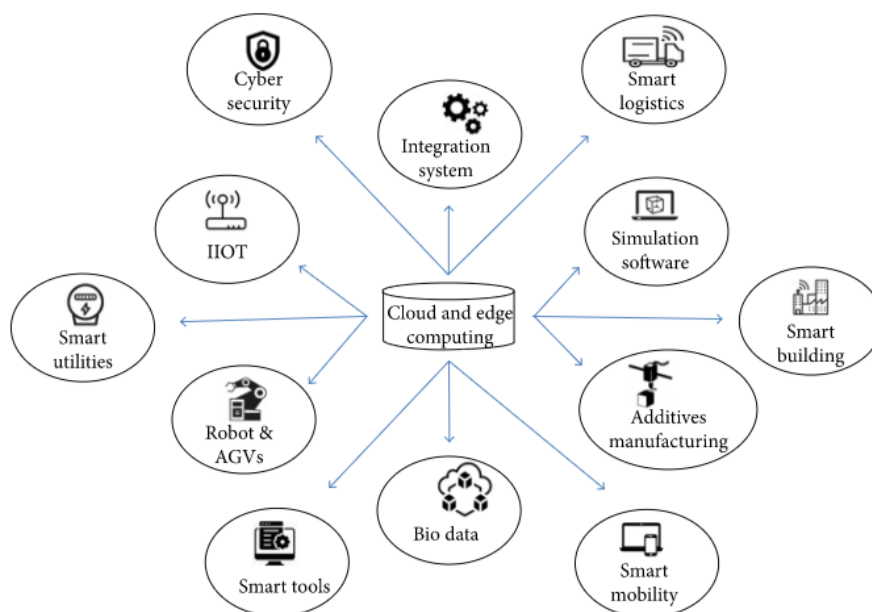 Cyber
security
Smart
logistics
Integration
system
IIOT
Simulation
software
Cloud and edge
computing
Smart
utilities
Smart
building
Robot &
AGVs
Additives
manufacturing
Bio data
Smart tools
Smart
mobility